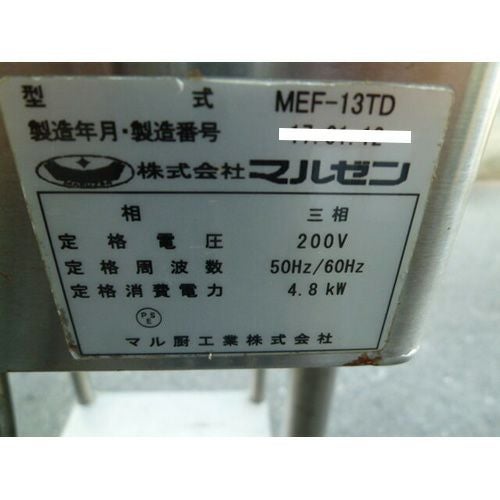 型式 MEF-13TD
製造年月・製造番号
株式会社マルゼン
相 三相
定格電圧 200V
定格周波数 50Hz/60Hz
定格消費電力 4.8kW
PS
E
マル厨工業株式会社